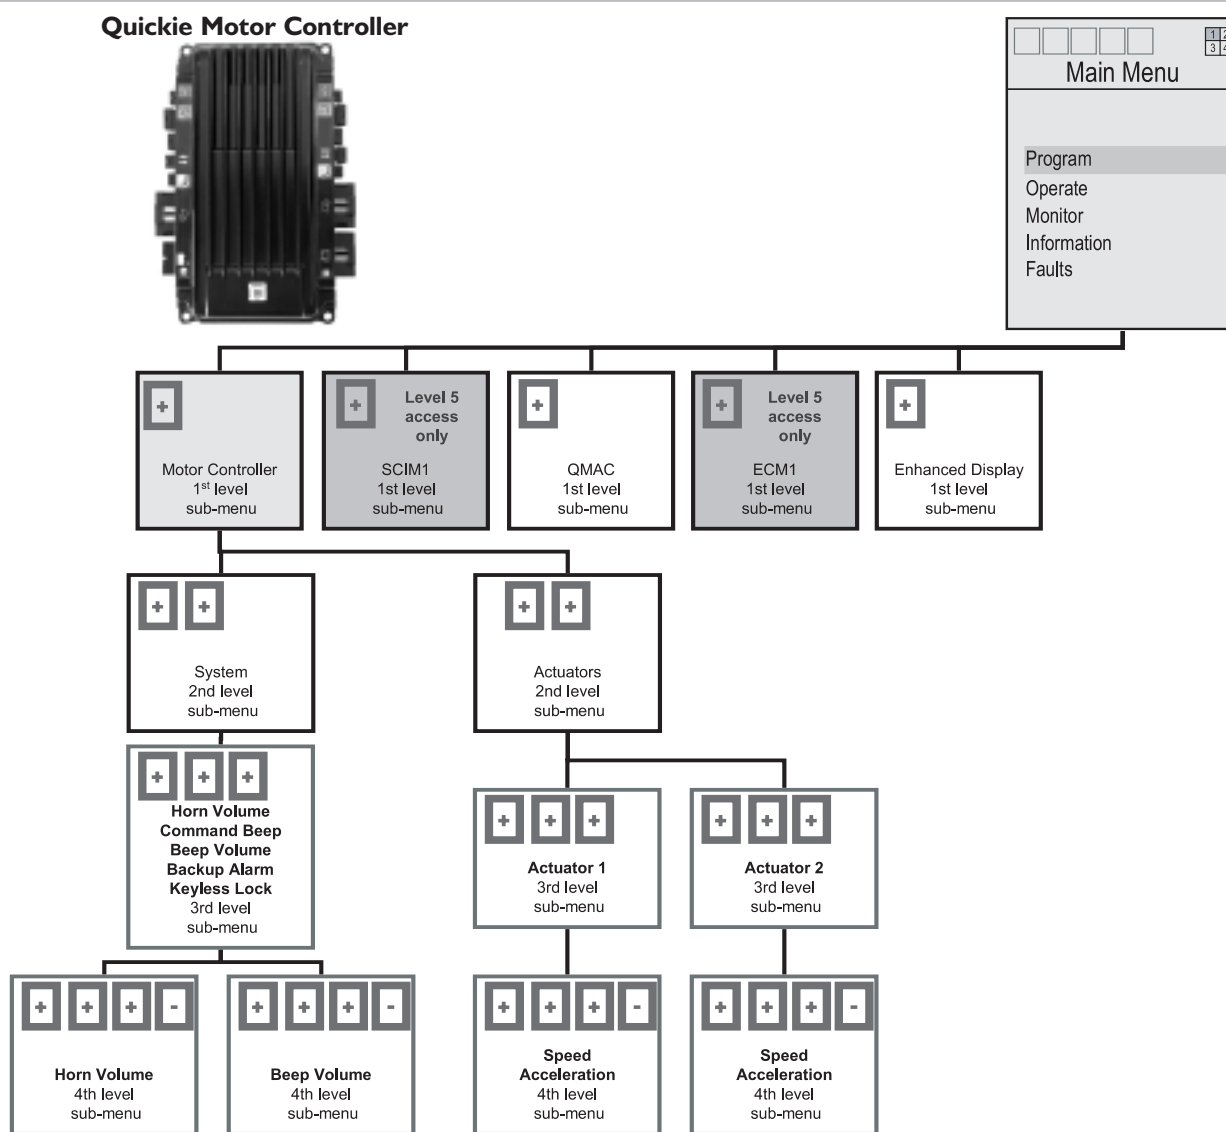 Quickie Motor Controller
1 2
3 4
Main Menu
Program
Operate
Monitor
Information
Faults
+
Motor Controller
1st level
sub-menu
+
Level 5
access
only
SCIM1
1st level
sub-menu
+
QMAC
1st level
sub-menu
+
Level 5
access
only
ECM1
1st level
sub-menu
+
Enhanced Display
1st level
sub-menu
+ +
System
2nd level
sub-menu
+ +
Actuators
2nd level
sub-menu
+ + +
Horn Volume
Command Beep
Beep Volume
Backup Alarm
Keyless Lock
3rd level
sub-menu
+ + +
Actuator 1
3rd level
sub-menu
+ + +
Actuator 2
3rd level
sub-menu
+ + + -
Horn Volume
4th level
sub-menu
+ + + -
Beep Volume
4th level
sub-menu
+ + + -
Speed
Acceleration
4th level
sub-menu
+ + + -
Speed
Acceleration
4th level
sub-menu